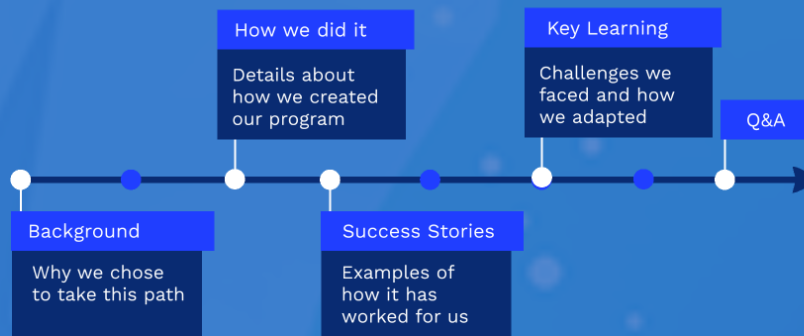 Background
Why we chose
to take this path
How we did it
Details about
how we created
our program
Success Stories
Examples of
how it has
worked for us
Key Learning
Challenges we
faced and how
we adapted
Q&A